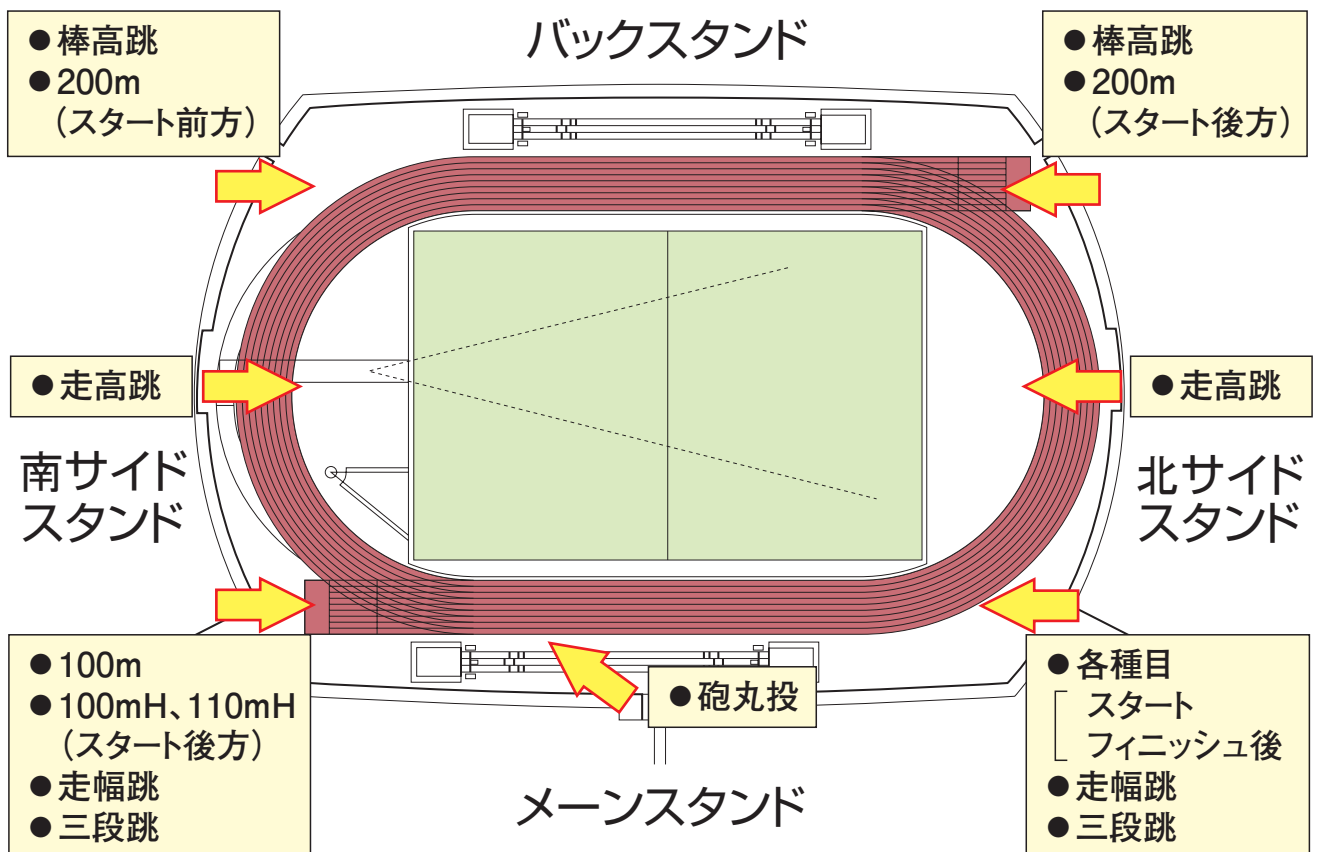 バックスタンド
●棒高跳
●200m
（スタート前方）
●棒高跳
●200m
（スタート後方）
●走高跳
●走高跳
南サイド
スタンド
北サイド
スタンド
●100m
●100mH、110mH
（スタート後方）
●走幅跳
●三段跳
●砲丸投
●各種目
スタート
フィニッシュ後
●走幅跳
●三段跳
メーンスタンド